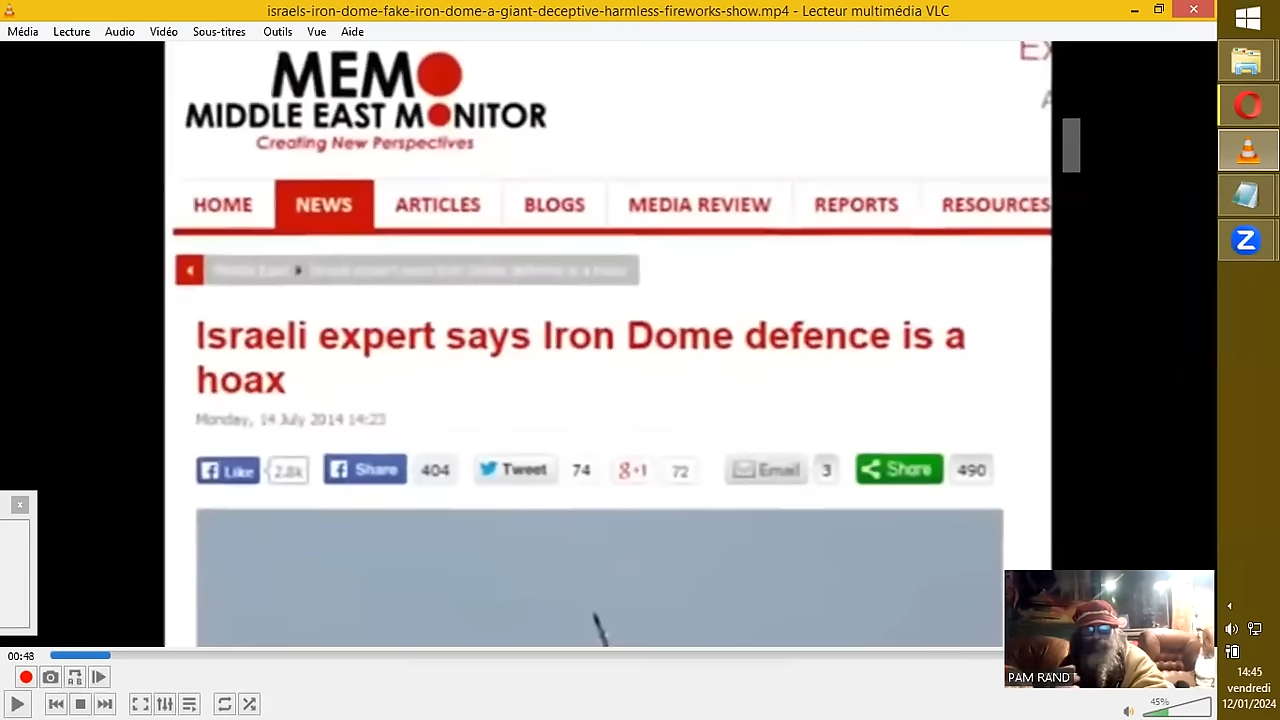 israels-iron-dome-fake-iron-dome-a-giant-deceptive-harmless-fireworks-show.mp4 - Lecteur multimédia VLC
Média Lecture Audio Vidéo Sous-titres Outils Vue Aide
MEMO
MIDDLE EAST MONITOR
Creating New Perspectives
HOME NEWS ARTICLES BLOGS MEDIA REVIEW REPORTS RESOURCES
Israeli expert says Iron Dome defence is a
hoax
Monday, 14 July 2014 14:23
Like 2.8k Share 404 Tweet 74 g+1 72 Email 3 Share 490
00:48
PAM RAND
14:45
vendredi
12/01/2024
45%